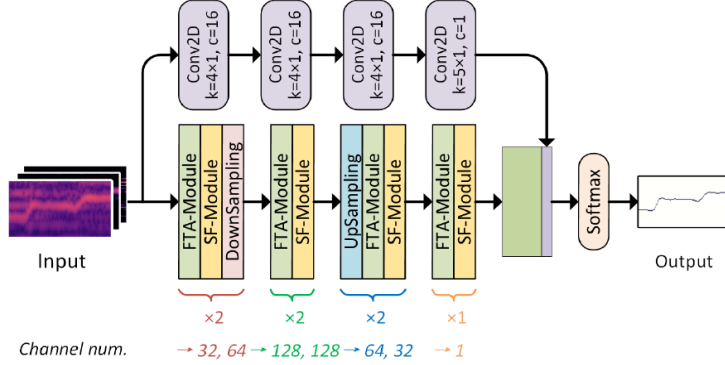 Conv2D
k=4×1, c=16
Conv2D
k=4×1, c=16
Conv2D
k=4×1, c=16
Conv2D
k=5×1, c=1
FTA-Module
SF-Module
DownSampling
FTA-Module
SF-Module
UpSampling
FTA-Module
SF-Module
FTA-Module
SF-Module
Softmax
Input
Output
×2
×2
×2
×1
Channel num. → 32, 64 → 128, 128 → 64, 32 → 1